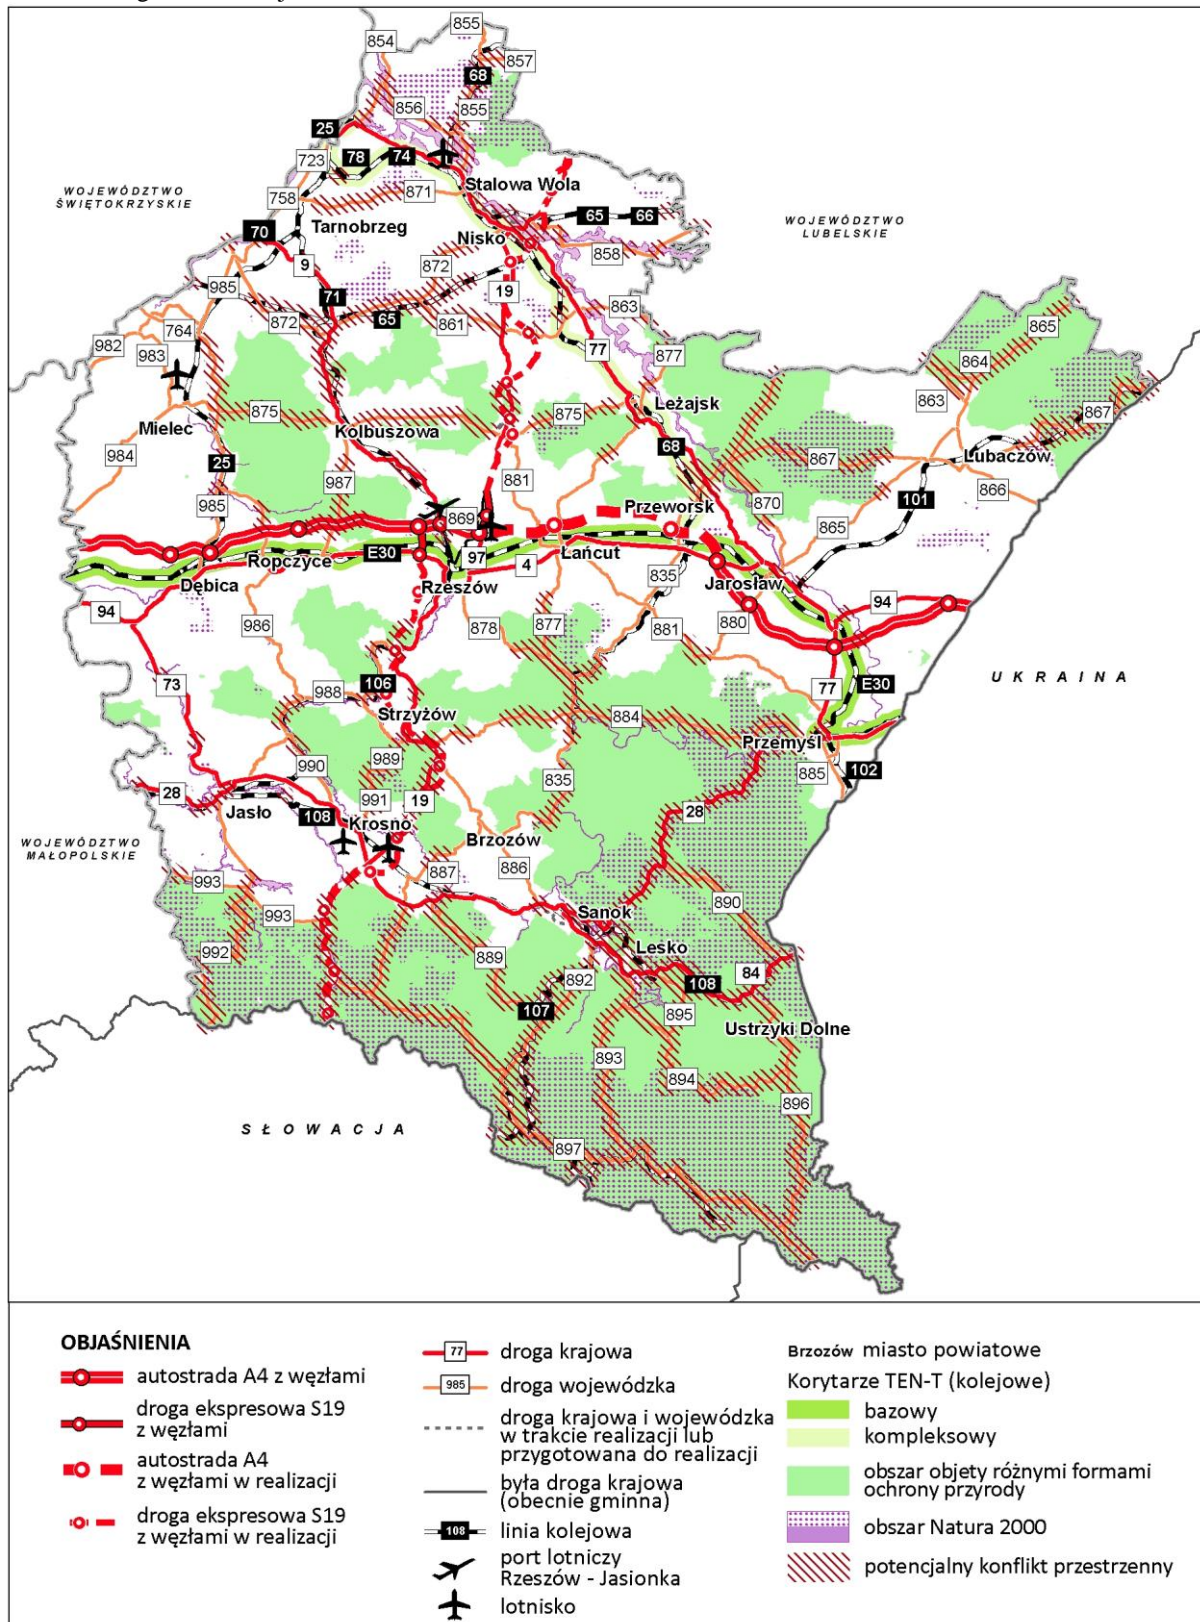 854
855
857
68
856
855
25
78
74
723
758
871
Stalowa Wola
65
66
WOJEWÓDZTWO
ŚWIĘTOKRZYSKIE
WOJEWÓDZTWO
LUBELSKIE
Tarnobrzeg
70
Nisko
858
9
872
985
71
19
872
65
861
863
764
982
983
77
877
865
864
863
Leżajsk
875
875
867
Mielec
Kolbuszowa
984
68
Lubaczów
25
867
987
881
101
866
985
870
869
Przeworsk
865
E30
97
Łańcut
Ropczyce
4
Dębica
Rzeszów
835
Jarosław
94
94
986
878
877
881
880
73
106
988
77
E30
UKRAINA
Strzyżów
884
Przemyśl
989
990
835
885
102
28
991
19
28
Jasło
108
Krosno
WOJEWÓDZTWO
MAŁOPOLSKIE
Brzozów
887
886
993
890
993
Sanok
992
889
Lesko
892
108
84
107
895
Ustrzyki Dolne
893
894
896
SŁOWACJA
897
OBJAŚNIENIA
autostrada A4 z węzłami
droga ekspresowa S19
z węzłami
autostrada A4
z węzłami w realizacji
droga ekspresowa S19
z węzłami w realizacji
77 droga krajowa
985 droga wojewódzka
droga krajowa i wojewódzka
w trakcie realizacji lub
przygotowana do realizacji
była droga krajowa
(obecnie gminna)
108 linia kolejowa
port lotniczy
Rzeszów - Jasionka
lotnisko
Brzozów miasto powiatowe
Korytarze TEN-T (kolejowe)
bazowy
kompleksowy
obszar objety różnymi formami
ochrony przyrody
obszar Natura 2000
potencjalny konflikt przestrzenny